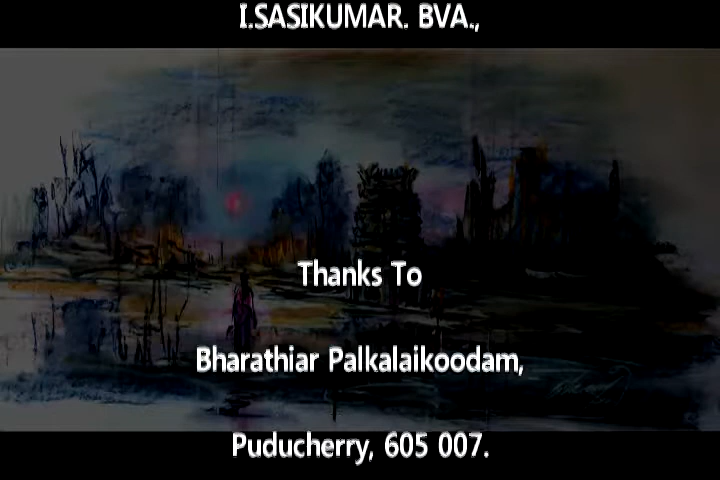 I.SASIKUMAR. BVA.,
Thanks To
Bharathiar Palkalaikoodam,
Puducherry, 605 007.